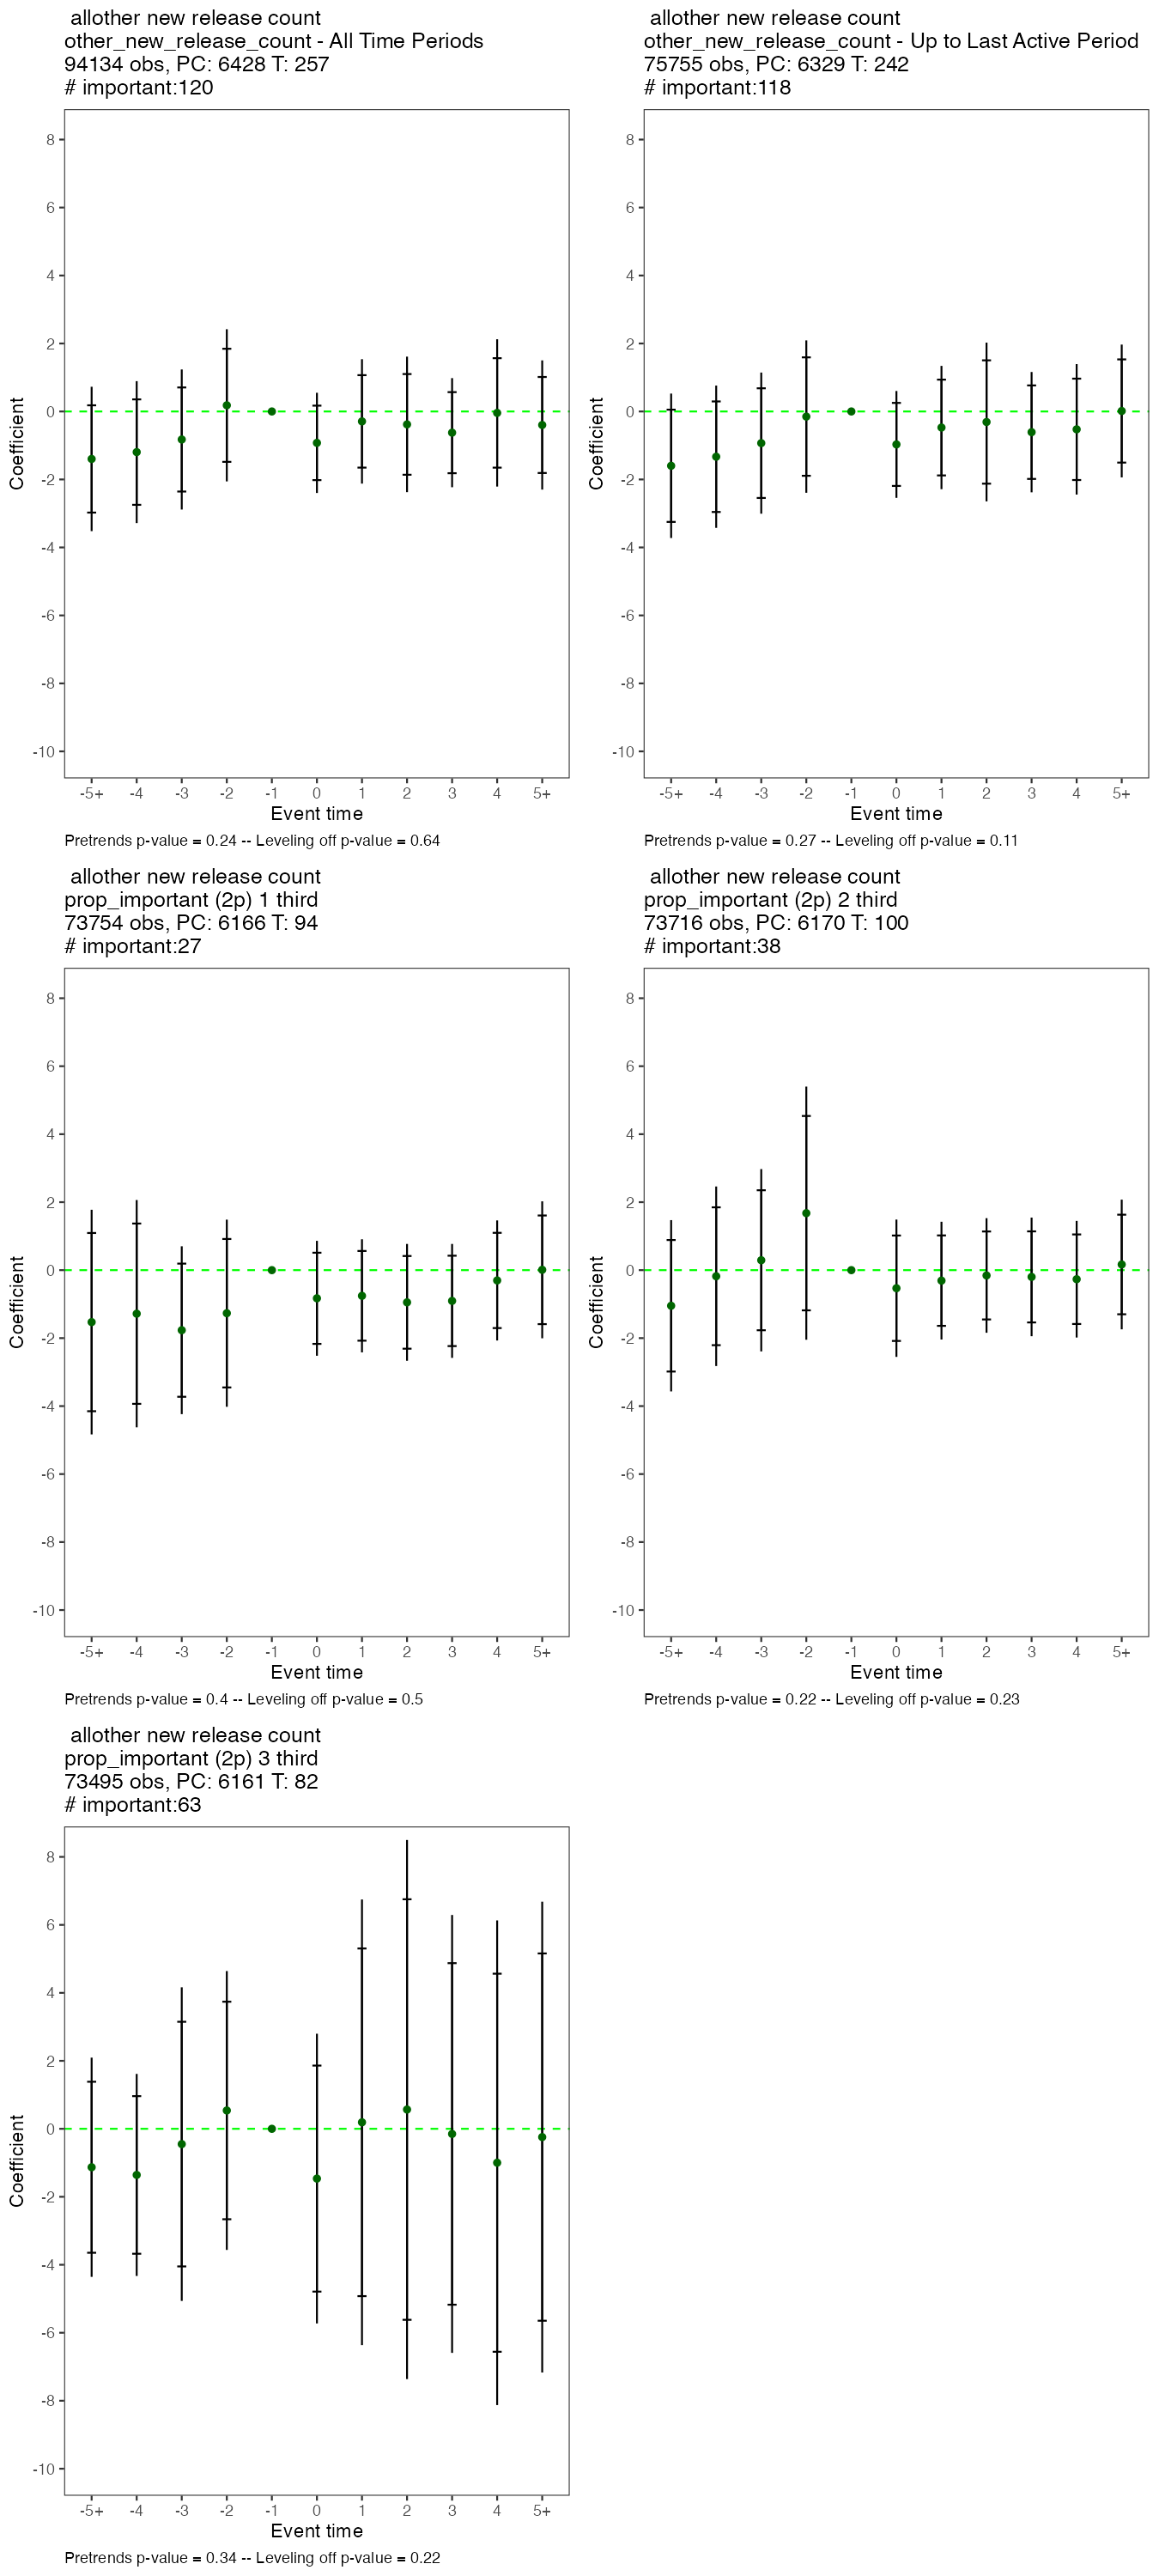 allother new release count
other_new_release_count - All Time Periods
94134 obs, PC: 6428 T: 257
# important:120
8
6
4
2
0
-2
-4
-6
-8
-10
Coefficient
-5+ -4 -3 -2 -1 0 1 2 3 4 5+
Event time
Pretrends p-value = 0.24 -- Leveling off p-value = 0.64
allother new release count
other_new_release_count - Up to Last Active Period
75755 obs, PC: 6329 T: 242
# important:118
8
6
4
2
0
-2
-4
-6
-8
-10
Coefficient
-5+ -4 -3 -2 -1 0 1 2 3 4 5+
Event time
Pretrends p-value = 0.27 -- Leveling off p-value = 0.11
allother new release count
prop_important (2p) 1 third
73754 obs, PC: 6166 T: 94
# important:27
8
6
4
2
0
-2
-4
-6
-8
-10
Coefficient
-5+ -4 -3 -2 -1 0 1 2 3 4 5+
Event time
Pretrends p-value = 0.4 -- Leveling off p-value = 0.5
allother new release count
prop_important (2p) 2 third
73716 obs, PC: 6170 T: 100
# important:38
8
6
4
2
0
-2
-4
-6
-8
-10
Coefficient
-5+ -4 -3 -2 -1 0 1 2 3 4 5+
Event time
Pretrends p-value = 0.22 -- Leveling off p-value = 0.23
allother new release count
prop_important (2p) 3 third
73495 obs, PC: 6161 T: 82
# important:63
8
6
4
2
0
-2
-4
-6
-8
-10
Coefficient
-5+ -4 -3 -2 -1 0 1 2 3 4 5+
Event time
Pretrends p-value = 0.34 -- Leveling off p-value = 0.22